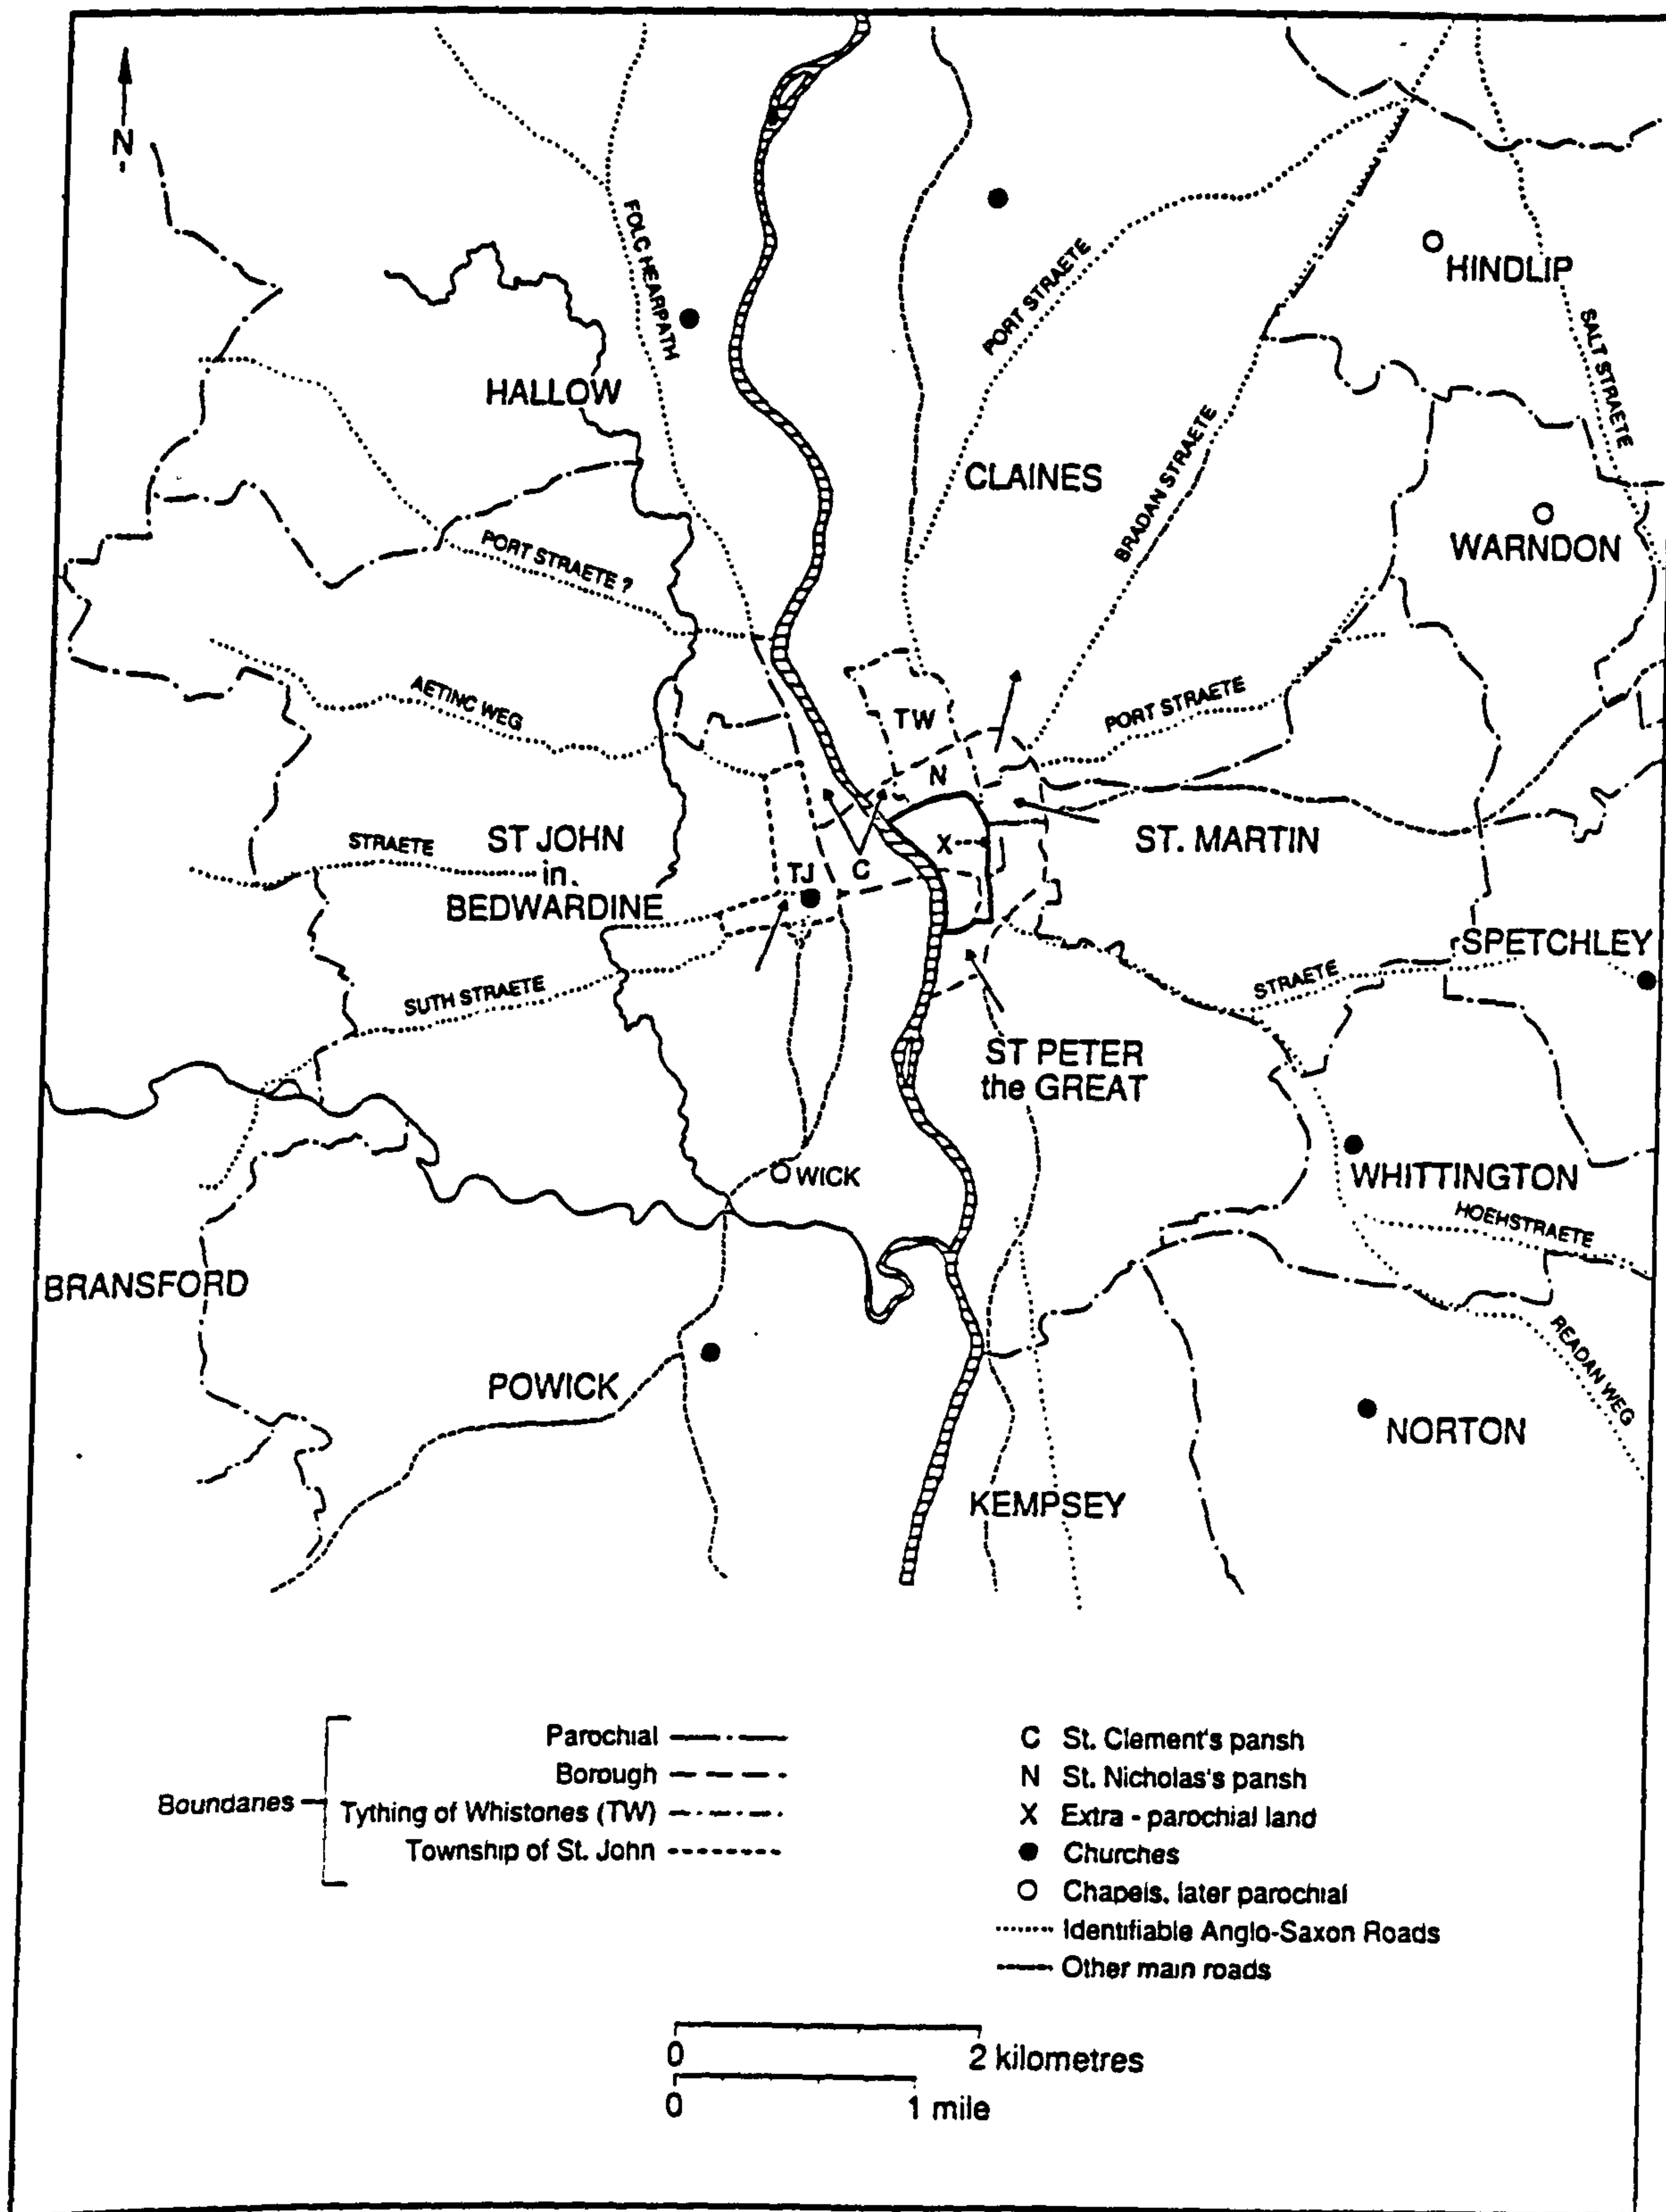 N
FOLC HEARPATH
PORT STRAETE
HINDLIP
SALT STRAETE
HALLOW
CLAINES
BRADAN STRAETE
WARNDON
PORT STRAETE ?
AETINC WEG
TW
PORT STRAETE
N
STRAETE
ST JOHN
in.
BEDWARDINE
X
ST. MARTIN
TJ
C
SPETCHLEY
STRAETE
SUTH STRAETE
ST PETER
the GREAT
WICK
WHITTINGTON
HOEHSTRAETE
BRANSFORD
READAN WEG
POWICK
NORTON
KEMPSEY
Boundaries
Parochial
Borough
Tything of Whistones (TW)
Township of St. John
C St. Clement's parish
N St. Nicholas's parish
X Extra - parochial land
Churches
Chapels, later parochial
Identifiable Anglo-Saxon Roads
Other main roads
0 2 kilometres
0 1 mile